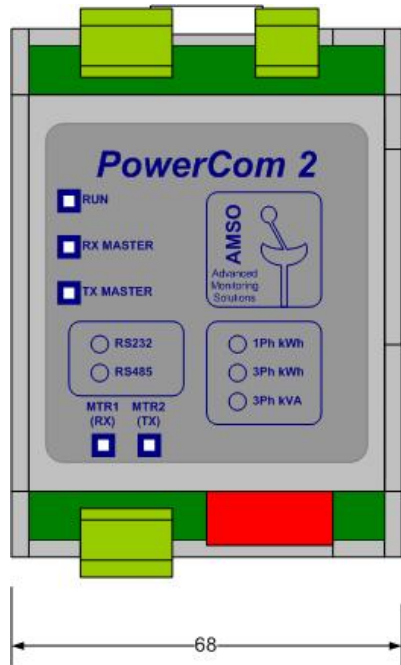 PowerCom 2
RUN
RX MASTER
TX MASTER
AMSO
Advanced
Monitoring
Solutions
RS232
RS485
1Ph kWh
3Ph kWh
3Ph kVA
MTR1 MTR2
(RX) (TX)
68